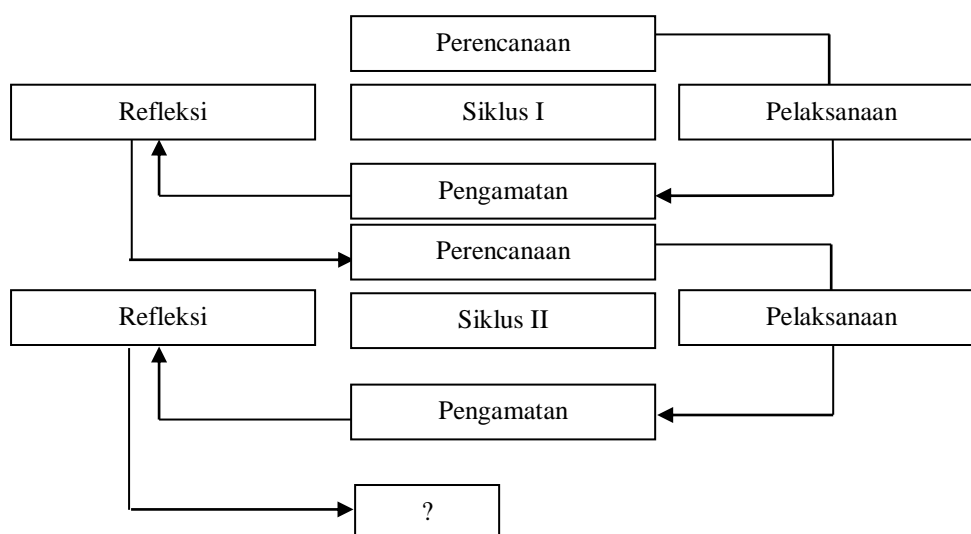 Perencanaan
Refleksi
Siklus I
Pelaksanaan
Pengamatan
Perencanaan
Refleksi
Siklus II
Pelaksanaan
Pengamatan
?